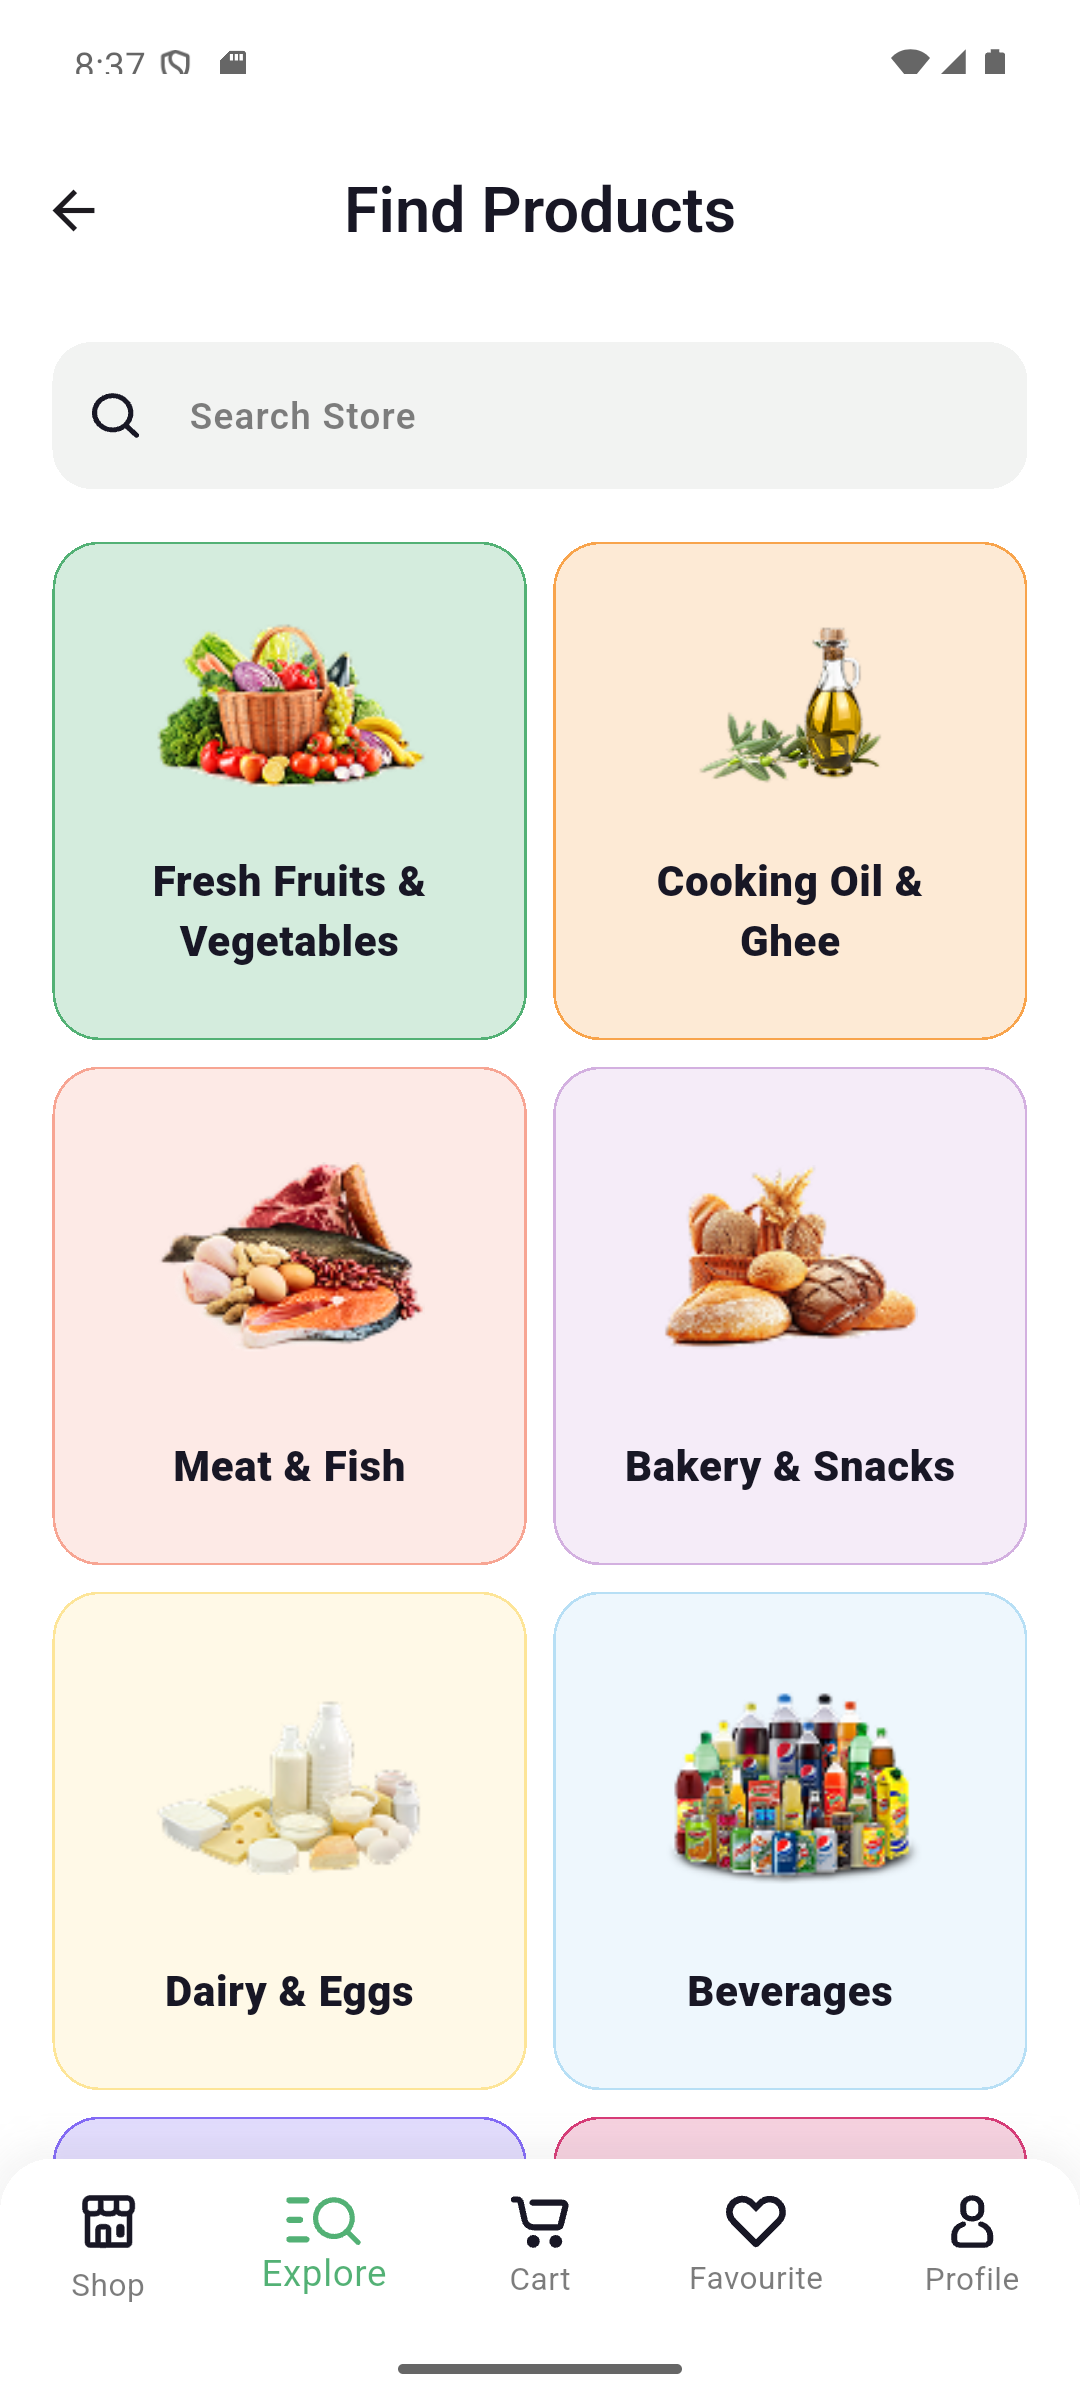 8:37
Find Products
Search Store
Fresh Fruits &
Vegetables
Cooking Oil &
Ghee
Meat & Fish
Bakery & Snacks
Dairy & Eggs
Beverages
Shop
Explore
Cart
Favourite
Profile